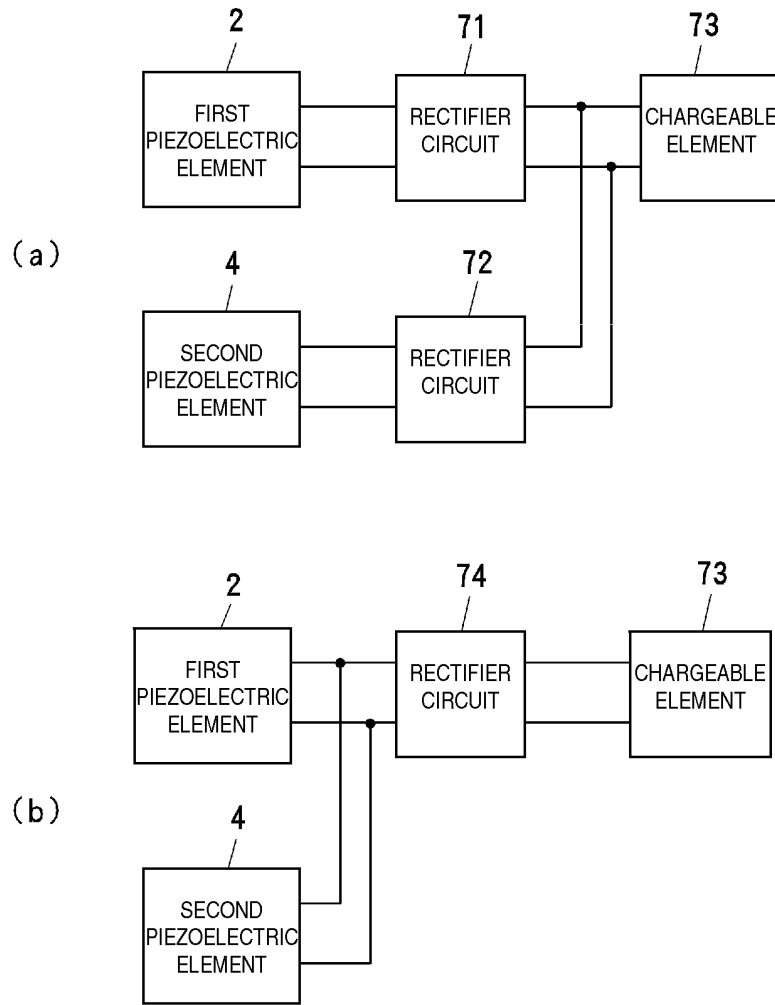 2
71
73
FIRST
PIEZOELECTRIC
ELEMENT
RECTIFIER
CIRCUIT
CHARGEABLE
ELEMENT
(a)
4
72
SECOND
PIEZOELECTRIC
ELEMENT
RECTIFIER
CIRCUIT
2
74
73
FIRST
PIEZOELECTRIC
ELEMENT
RECTIFIER
CIRCUIT
CHARGEABLE
ELEMENT
(b)
4
SECOND
PIEZOELECTRIC
ELEMENT